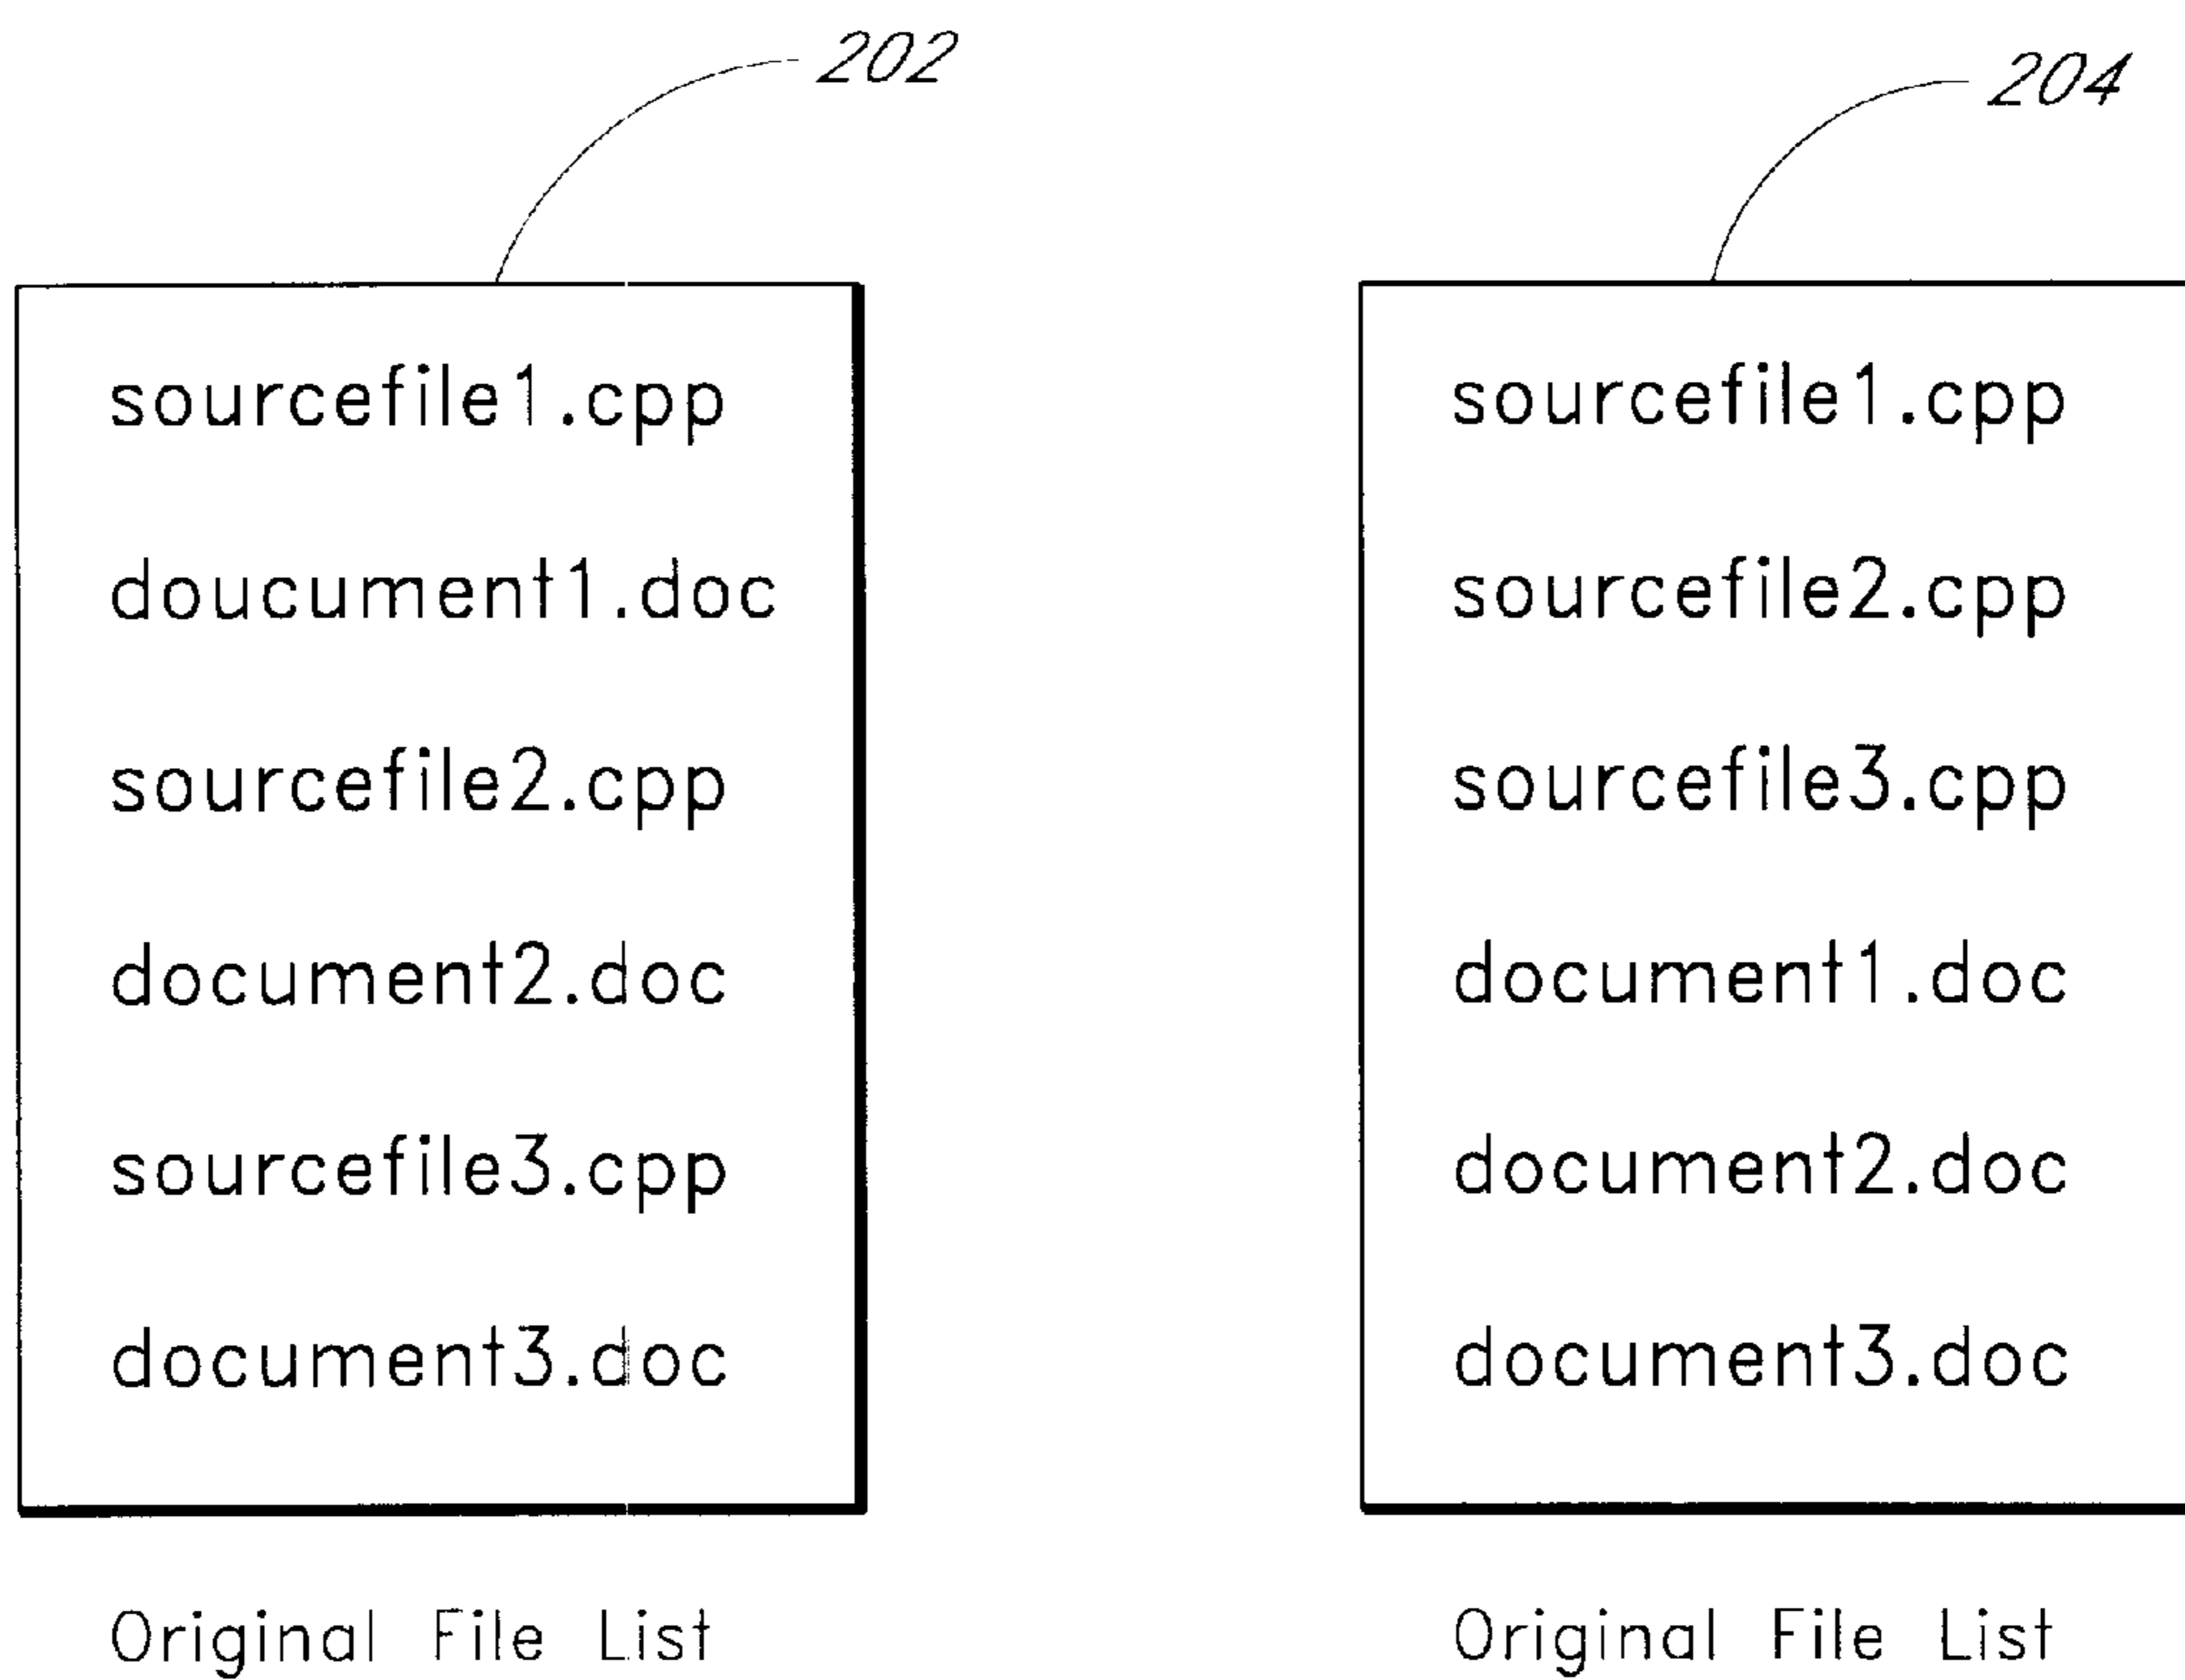 202
sourcefile1.cpp
doucument1.doc
sourcefile2.cpp
document2.doc
sourcefile3.cpp
document3.doc
Original File List
204
sourcefile1.cpp
sourcefile2.cpp
sourcefile3.cpp
document1.doc
document2.doc
document3.doc
Original File List